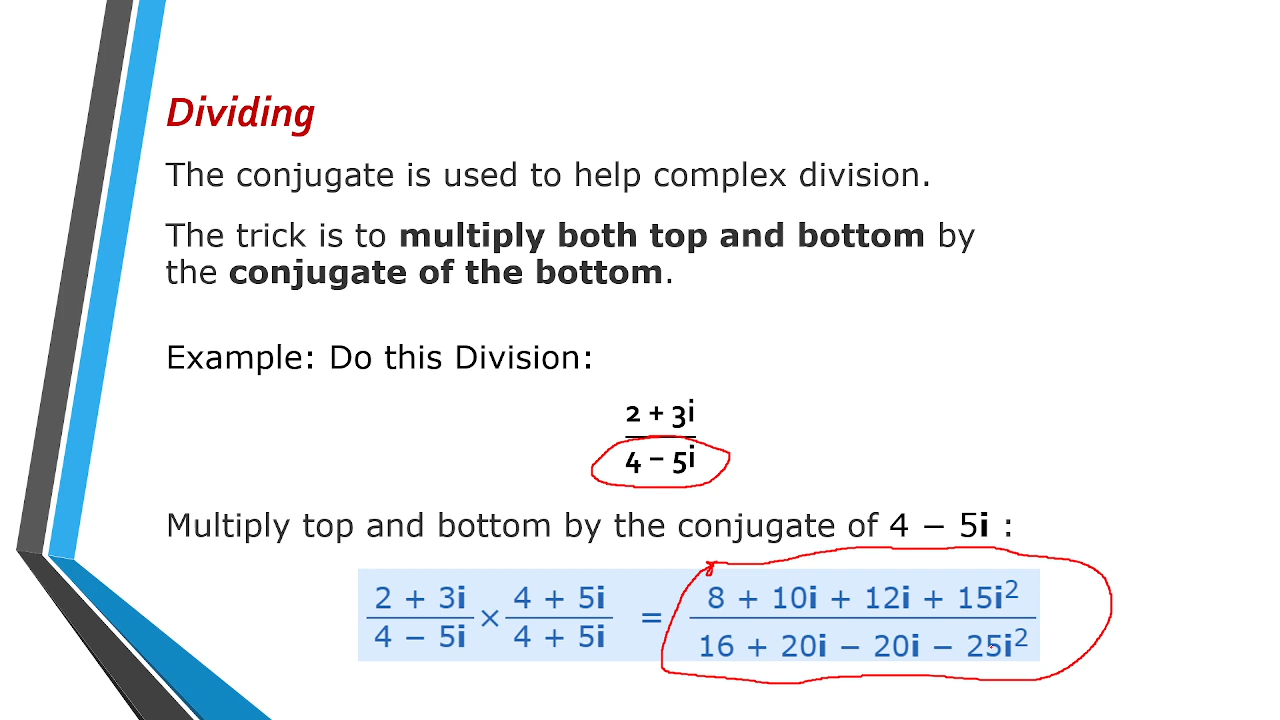 Dividing
The conjugate is used to help complex division.
The trick is to multiply both top and bottom by
the conjugate of the bottom.
Example: Do this Division:
2 + 3i
4 − 5i
Multiply top and bottom by the conjugate of 4 − 5i :
2 + 3i / 4 − 5i × 4 + 5i / 4 + 5i = 8 + 10i + 12i + 15i² / 16 + 20i − 20i − 25i²